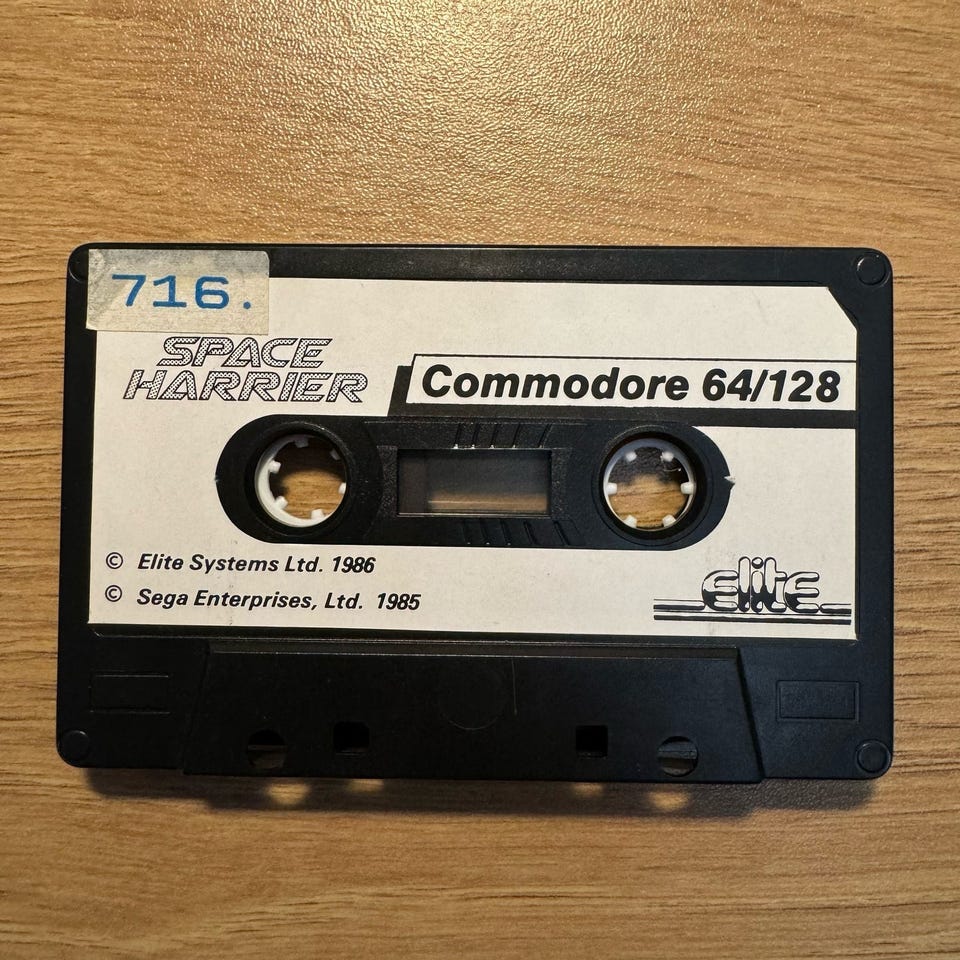 716.
SPACE
HARRIER
Commodore 64/128
© Elite Systems Ltd. 1986
© Sega Enterprises, Ltd. 1985
elite